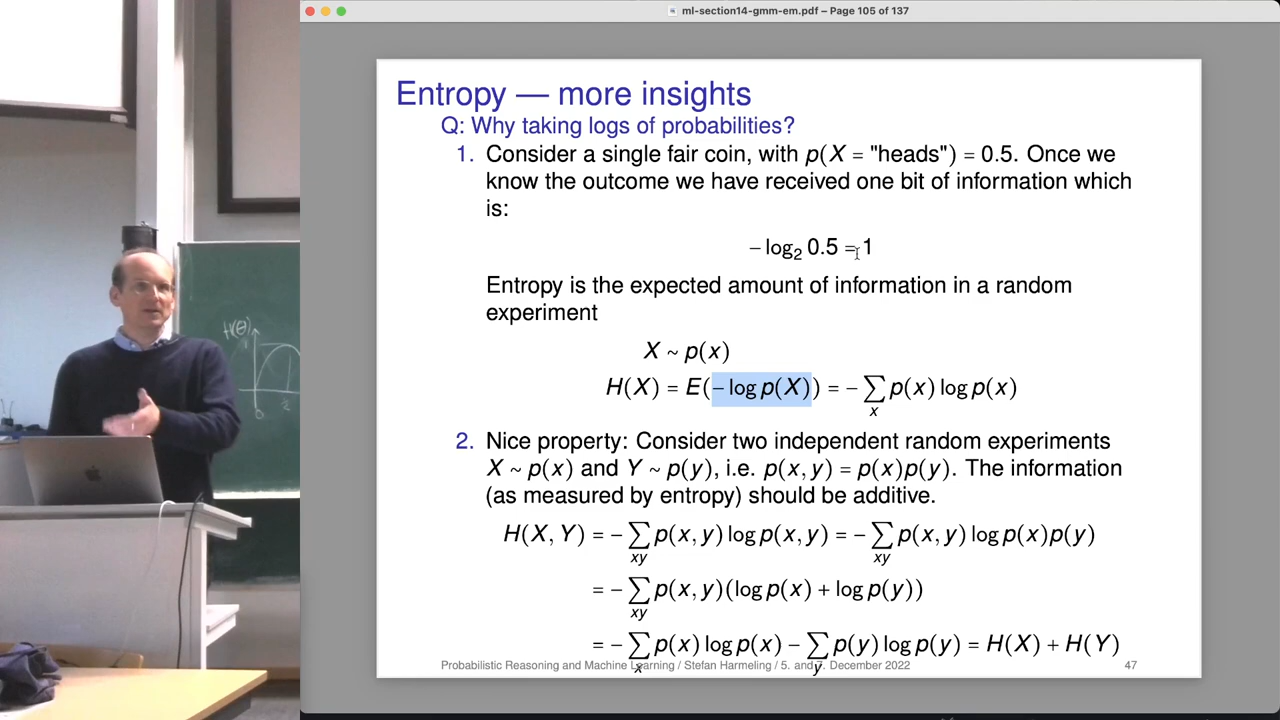 ml-section14-gmm-em.pdf – Page 105 of 137
Entropy — more insights
Q: Why taking logs of probabilities?
1. Consider a single fair coin, with p(X = "heads") = 0.5. Once we
know the outcome we have received one bit of information which
is:
− log₂ 0.5 = 1
Entropy is the expected amount of information in a random
experiment
X ~ p(x)
H(X) = E(− log p(X)) = − ∑ₓ p(x) log p(x)
2. Nice property: Consider two independent random experiments
X ~ p(x) and Y ~ p(y), i.e. p(x, y) = p(x)p(y). The information
(as measured by entropy) should be additive.
H(X, Y) = − ∑xy p(x, y) log p(x, y) = − ∑xy p(x, y) log p(x)p(y)
= − ∑xy p(x, y)(log p(x) + log p(y))
= − ∑x p(x) log p(x) − ∑y p(y) log p(y) = H(X) + H(Y)
Probabilistic Reasoning and Machine Learning / Stefan Harmeling / 5. and 7. December 2022 47
H(θ)
0